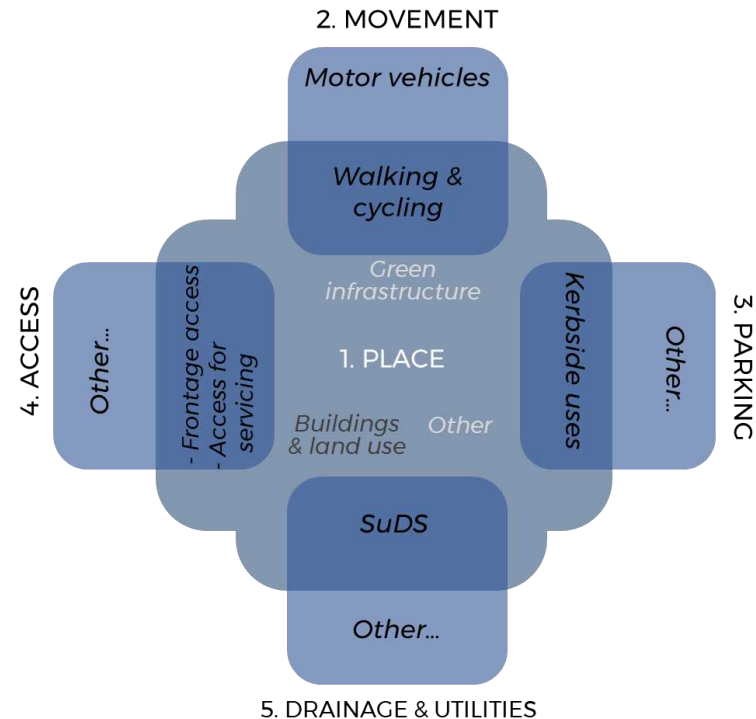 2. MOVEMENT
Motor vehicles
Walking &
cycling
Green
infrastructure
1. PLACE
Buildings
& land use
Other
4. ACCESS
Other...
- Frontage access
- Access for
servicing
Kerbside uses
Other...
3. PARKING
SuDS
Other...
5. DRAINAGE & UTILITIES